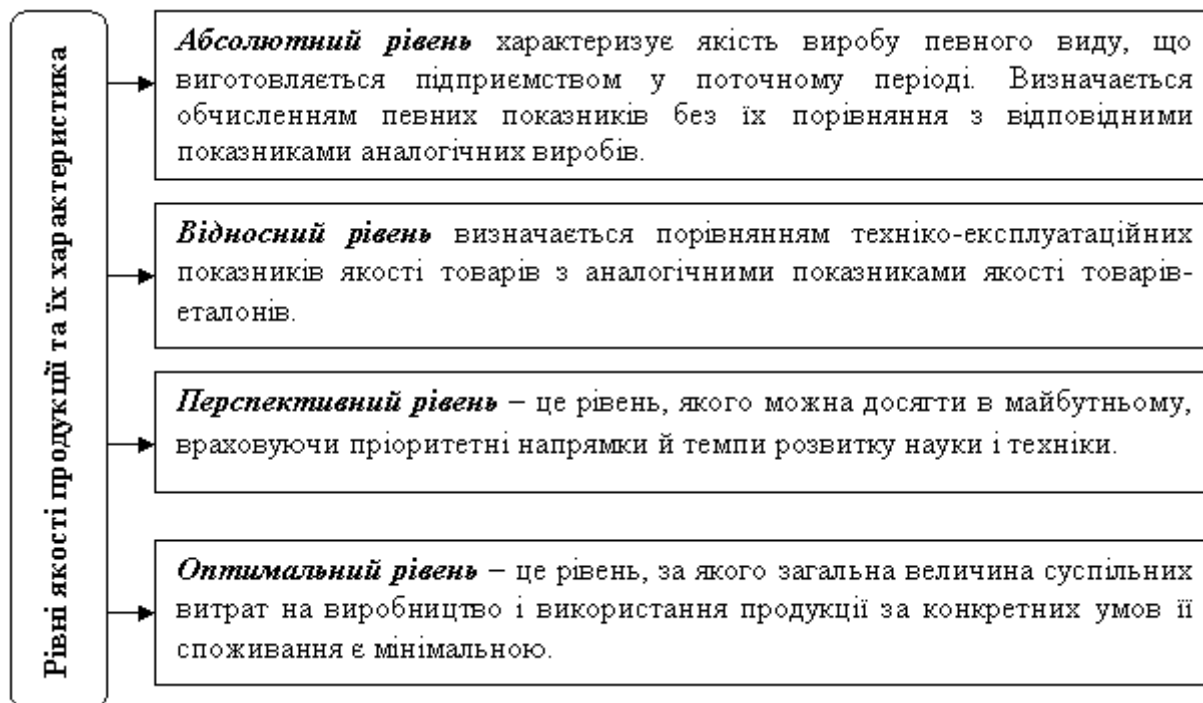 Рівні якості продукції та їх характеристика
Абсолютний рівень характеризує якість виробу певного виду, що
виготовляється підприємством у поточному періоді. Визначається
обчисленням певних показників без їх порівняння з відповідними
показниками аналогічних виробів.
Відносний рівень визначається порівнянням техніко-експлуатаційних
показників якості товарів з аналогічними показниками якості товарів-
еталонів.
Перспективний рівень – це рівень, якого можна досягти в майбутньому,
враховуючи пріоритетні напрямки й темпи розвитку науки і техніки.
Оптимальний рівень – це рівень, за якого загальна величина суспільних
витрат на виробництво і використання продукції за конкретних умов її
споживання є мінімальною.